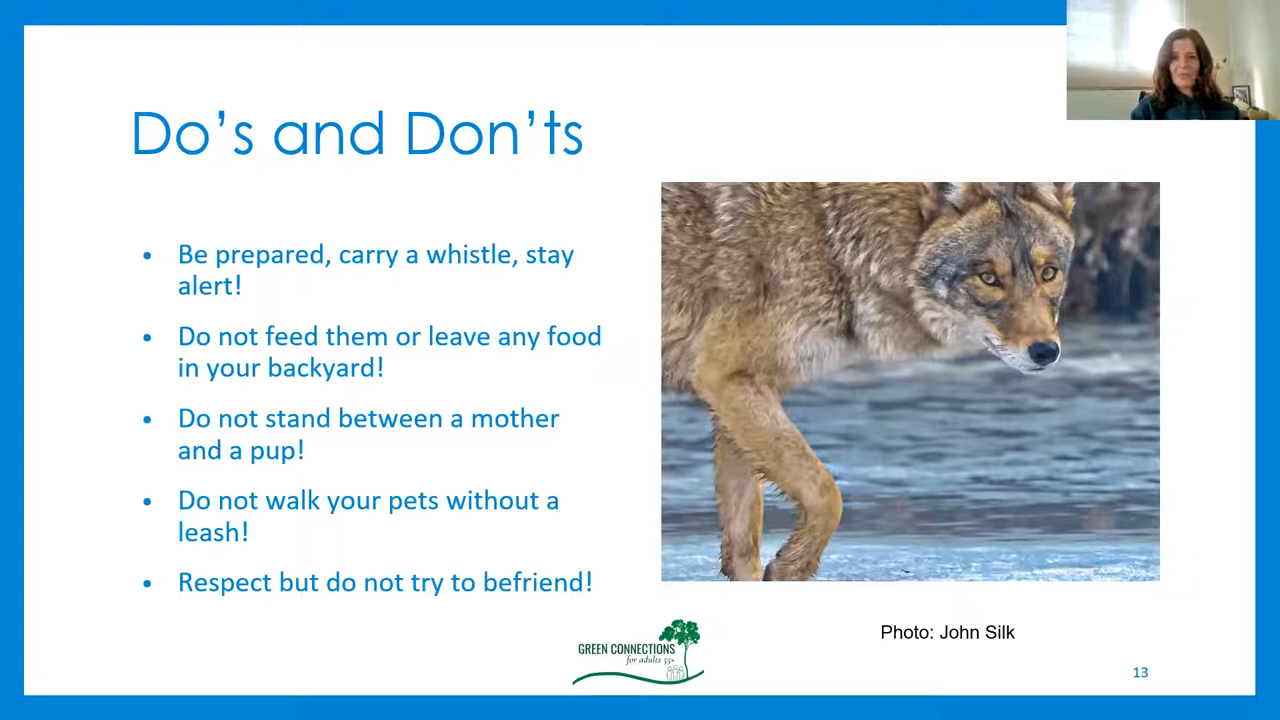 Do's and Don'ts
• Be prepared, carry a whistle, stay
alert!
• Do not feed them or leave any food
in your backyard!
• Do not stand between a mother
and a pup!
• Do not walk your pets without a
leash!
• Respect but do not try to befriend!
GREEN CONNECTIONS
for adults 55+
Photo: John Silk
13